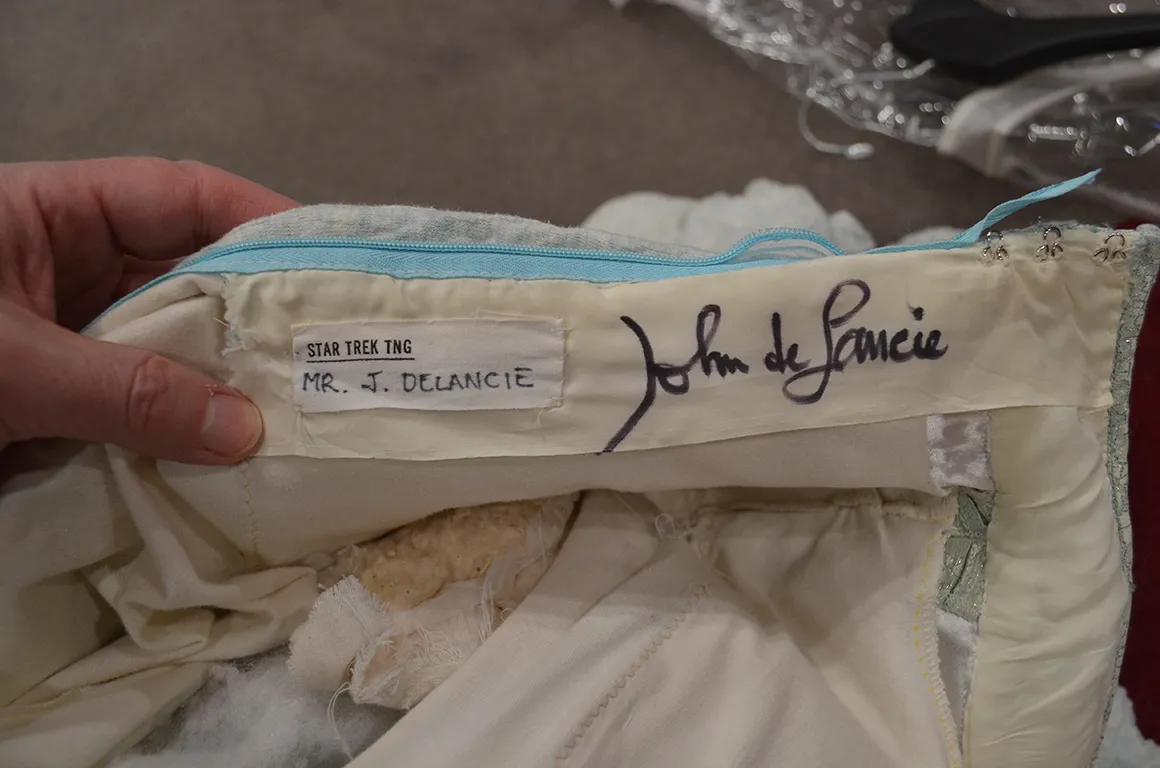 STAR TREK TNG
MR. J. DELANCIE
John de Lancie